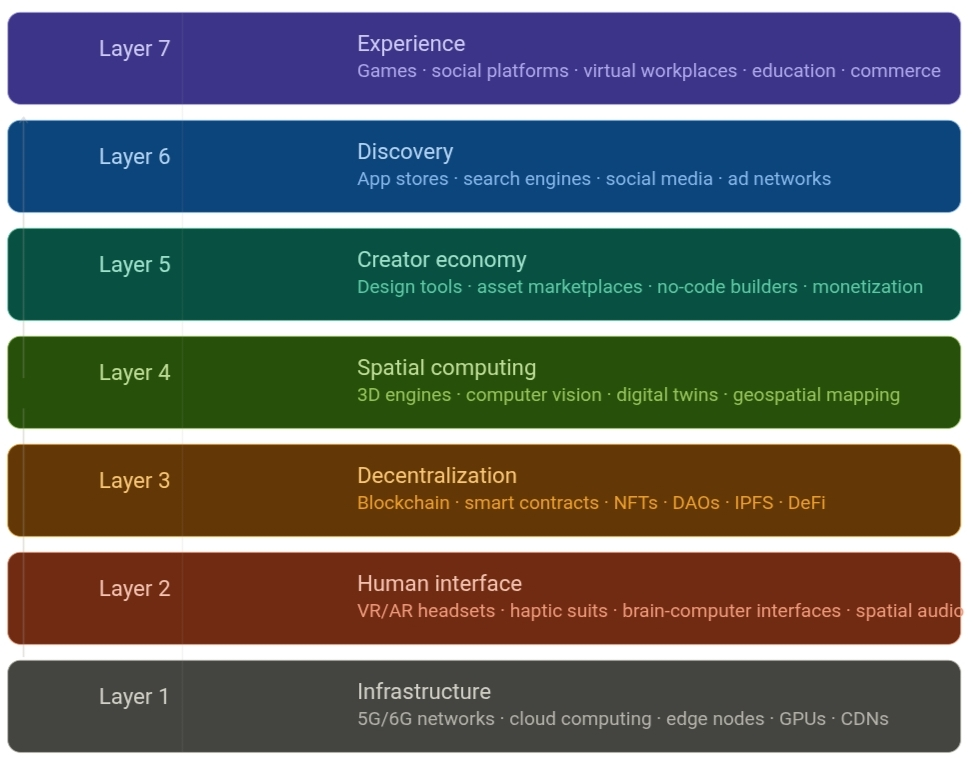 Layer 7
Experience
Games · social platforms · virtual workplaces · education · commerce
Layer 6
Discovery
App stores · search engines · social media · ad networks
Layer 5
Creator economy
Design tools · asset marketplaces · no-code builders · monetization
Layer 4
Spatial computing
3D engines · computer vision · digital twins · geospatial mapping
Layer 3
Decentralization
Blockchain · smart contracts · NFTs · DAOs · IPFS · DeFi
Layer 2
Human interface
VR/AR headsets · haptic suits · brain-computer interfaces · spatial audio
Layer 1
Infrastructure
5G/6G networks · cloud computing · edge nodes · GPUs · CDNs